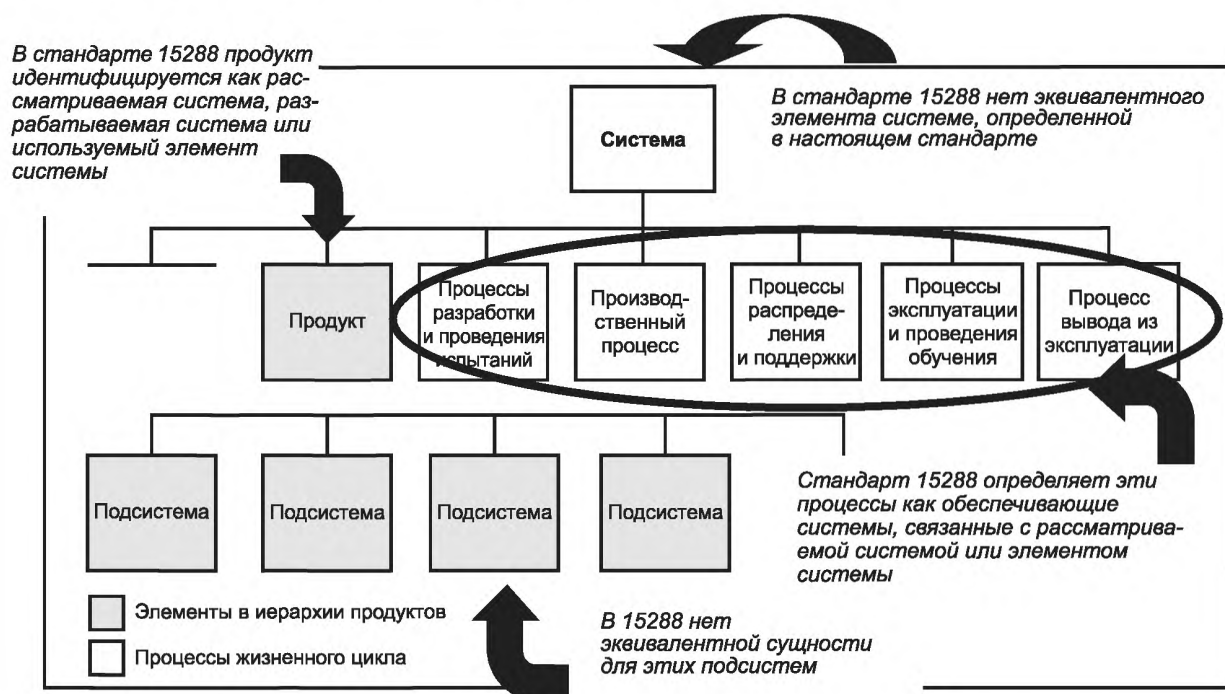 В стандарте 15288 продукт
идентифицируется как рас-
сматриваемая система, раз-
рабатываемая система или
используемый элемент
системы
В стандарте 15288 нет эквивалентного
элемента системе, определенной
в настоящем стандарте
Система
Продукт
Процессы
разработки
и проведения
испытаний
Производ-
ственный
процесс
Процессы
распреде-
ления
и поддержки
Процессы
эксплуатации
и проведения
обучения
Процесс
вывода из
эксплуатации
Подсистема
Подсистема
Подсистема
Подсистема
Стандарт 15288 определяет эти
процессы как обеспечивающие
системы, связанные с рассматрива-
емой системой или элементом
системы
Элементы в иерархии продуктов
Процессы жизненного цикла
В 15288 нет
эквивалентной сущности
для этих подсистем